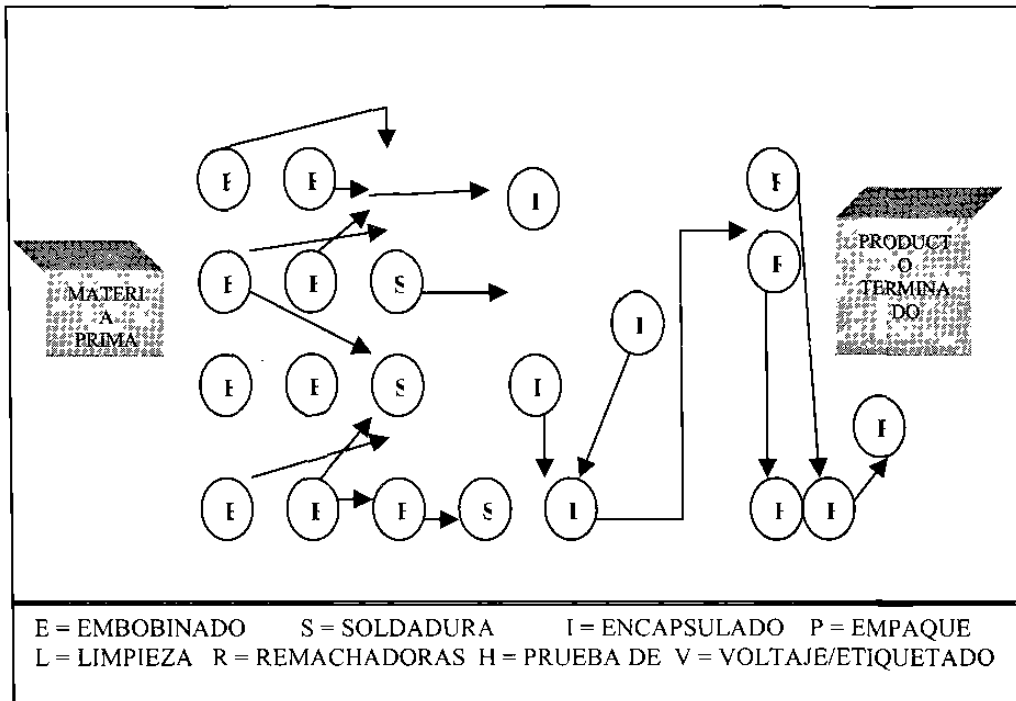 E E I E
MATERI
A
PRIMA
E E S E
PRODUCT
O
TERMINA
DO
E E S
E E E S
E = EMBOBINADO S = SOLDADURA I = ENCAPSULADO P = EMPAQUE
L = LIMPIEZA R = REMACHADORAS H = PRUEBA DE V = VOLTAJE/ETIQUETADO